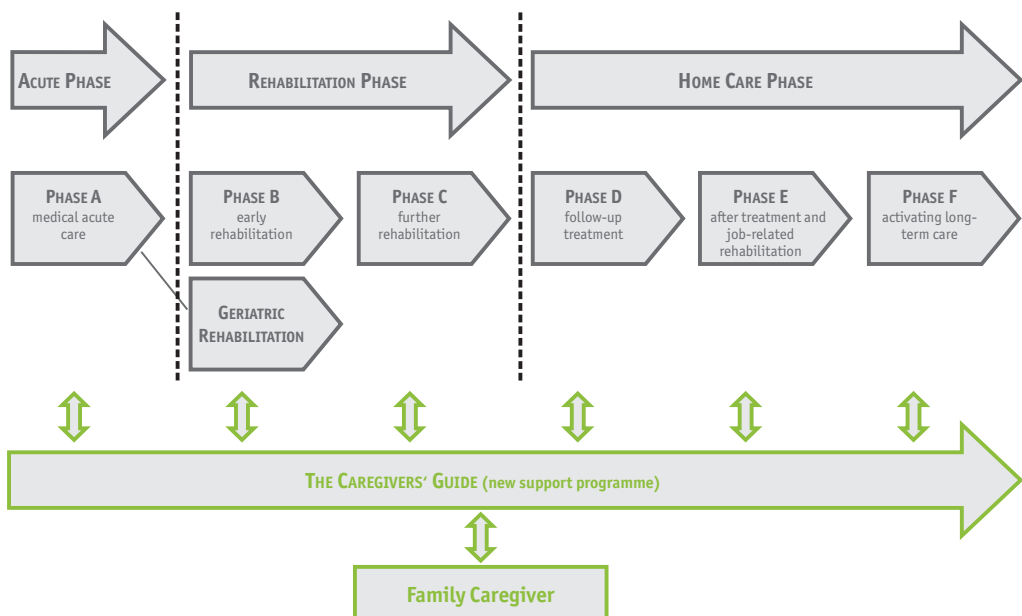 ACUTE PHASE
REHABILITATION PHASE
HOME CARE PHASE
PHASE A
medical acute
care
PHASE B
early
rehabilitation
PHASE C
further
rehabilitation
PHASE D
follow-up
treatment
PHASE E
after treatment and
job-related
rehabilitation
PHASE F
activating long-
term care
GERIATRIC
REHABILITATION
THE CAREGIVERS‘ GUIDE (new support programme)
Family Caregiver